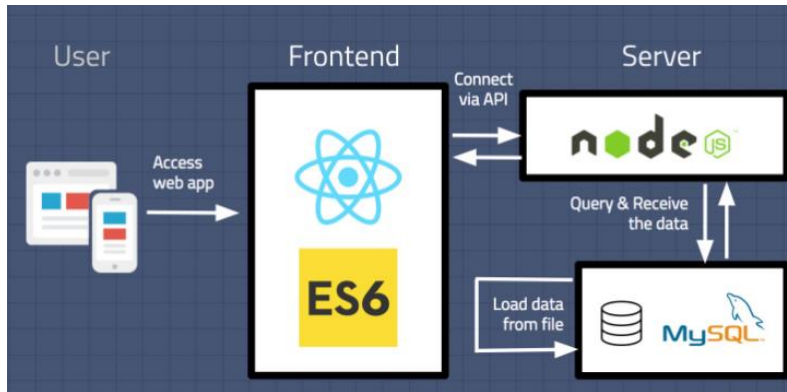 User
Frontend
Server
Connect
via API
node
JS
Access
web app
Query & Receive
the data
ES6
Load data
from file
MySQL